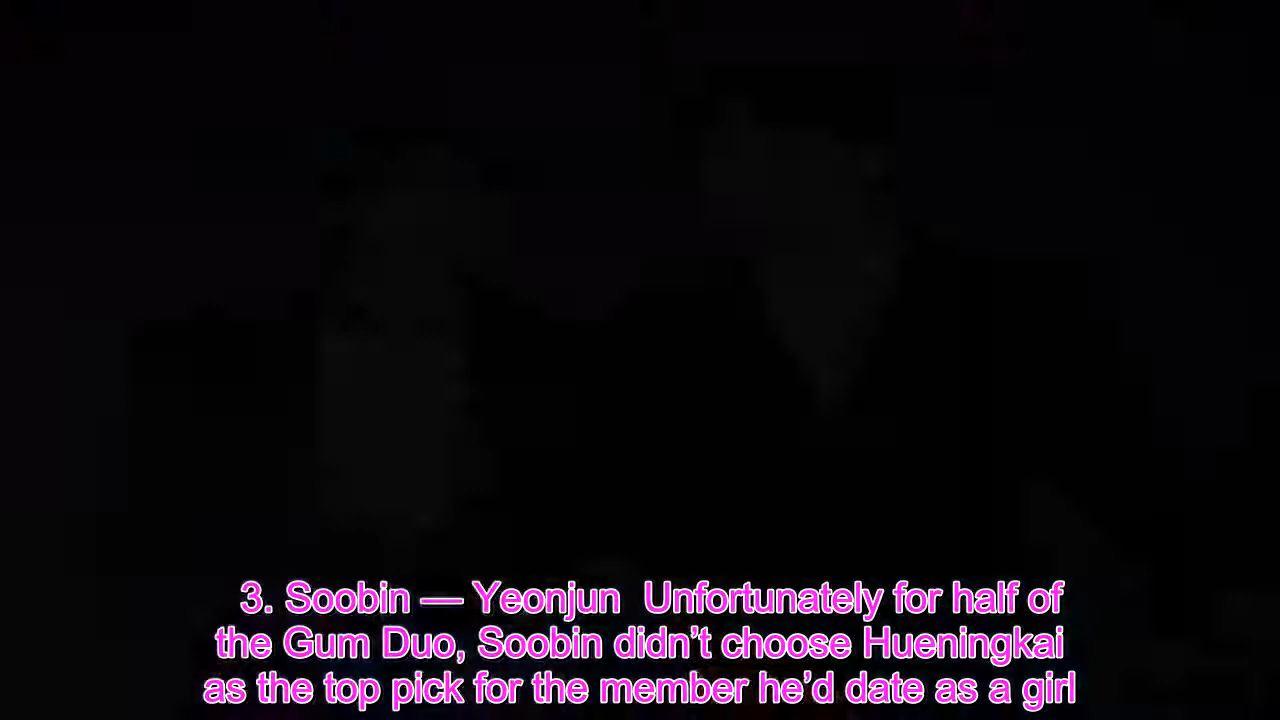 3. Soobin — Yeonjun  Unfortunately for half of
the Gum Duo, Soobin didn’t choose Hueningkai
as the top pick for the member he’d date as a girl